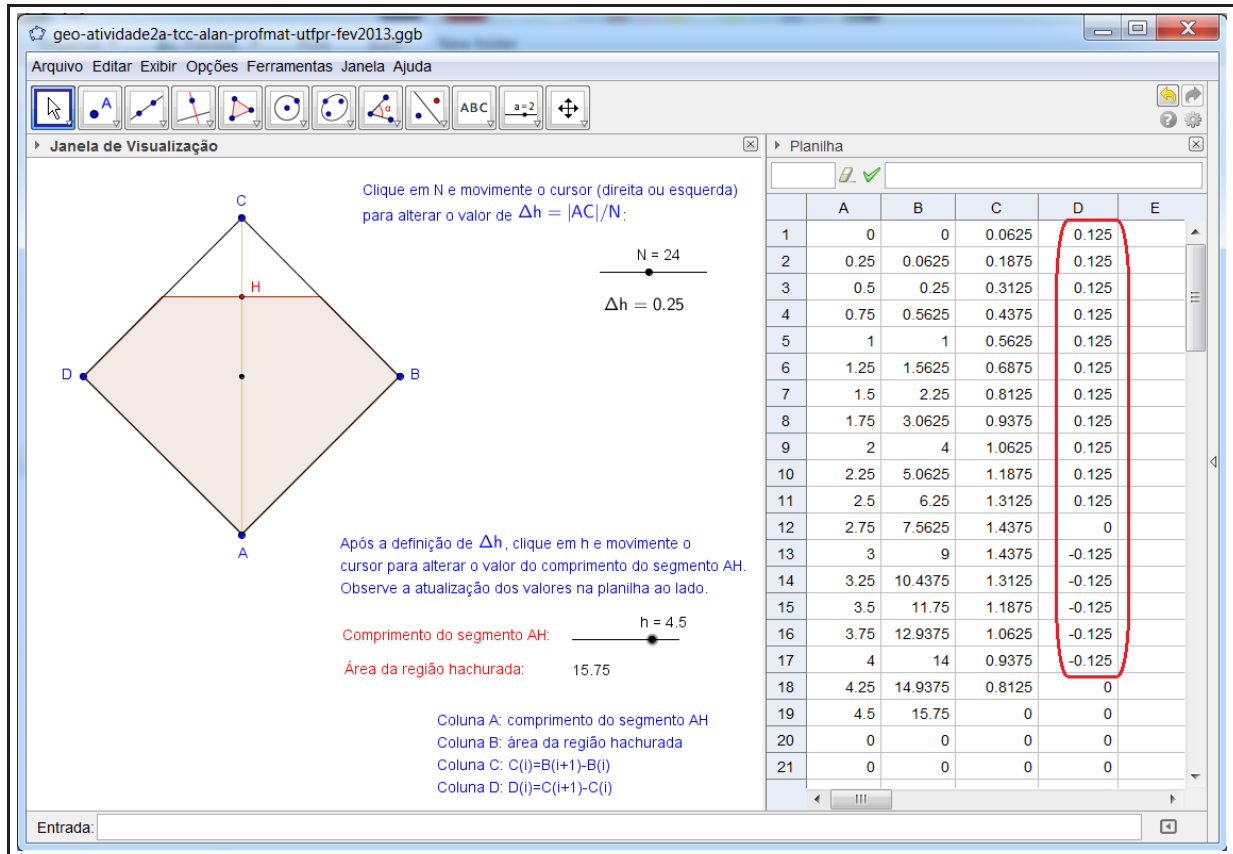 geo-atividade2a-tcc-alan-profmat-utfpr-fev2013.ggb
Arquivo Editar Exibir Opções Ferramentas Janela Ajuda
A
α
ABC
a=2
Janela de Visualização
Clique em N e movimente o cursor (direita ou esquerda)
para alterar o valor de Δh = |AC|/N:
N = 24
Δh = 0.25
C
H
D
B
A
Após a definição de Δh, clique em h e movimente o
cursor para alterar o valor do comprimento do segmento AH.
Observe a atualização dos valores na planilha ao lado.
h = 4.5
Comprimento do segmento AH:
Área da região hachurada: 15.75
Coluna A: comprimento do segmento AH
Coluna B: área da região hachurada
Coluna C: C(i)=B(i+1)-B(i)
Coluna D: D(i)=C(i+1)-C(i)
Planilha
A B C D E
1 0 0 0.0625 0.125
2 0.25 0.0625 0.1875 0.125
3 0.5 0.25 0.3125 0.125
4 0.75 0.5625 0.4375 0.125
5 1 1 0.5625 0.125
6 1.25 1.5625 0.6875 0.125
7 1.5 2.25 0.8125 0.125
8 1.75 3.0625 0.9375 0.125
9 2 4 1.0625 0.125
10 2.25 5.0625 1.1875 0.125
11 2.5 6.25 1.3125 0.125
12 2.75 7.5625 1.4375 0
13 3 9 1.4375 -0.125
14 3.25 10.4375 1.3125 -0.125
15 3.5 11.75 1.1875 -0.125
16 3.75 12.9375 1.0625 -0.125
17 4 14 0.9375 -0.125
18 4.25 14.9375 0.8125 0
19 4.5 15.75 0 0
20 0 0 0 0
21 0 0 0 0
Entrada: